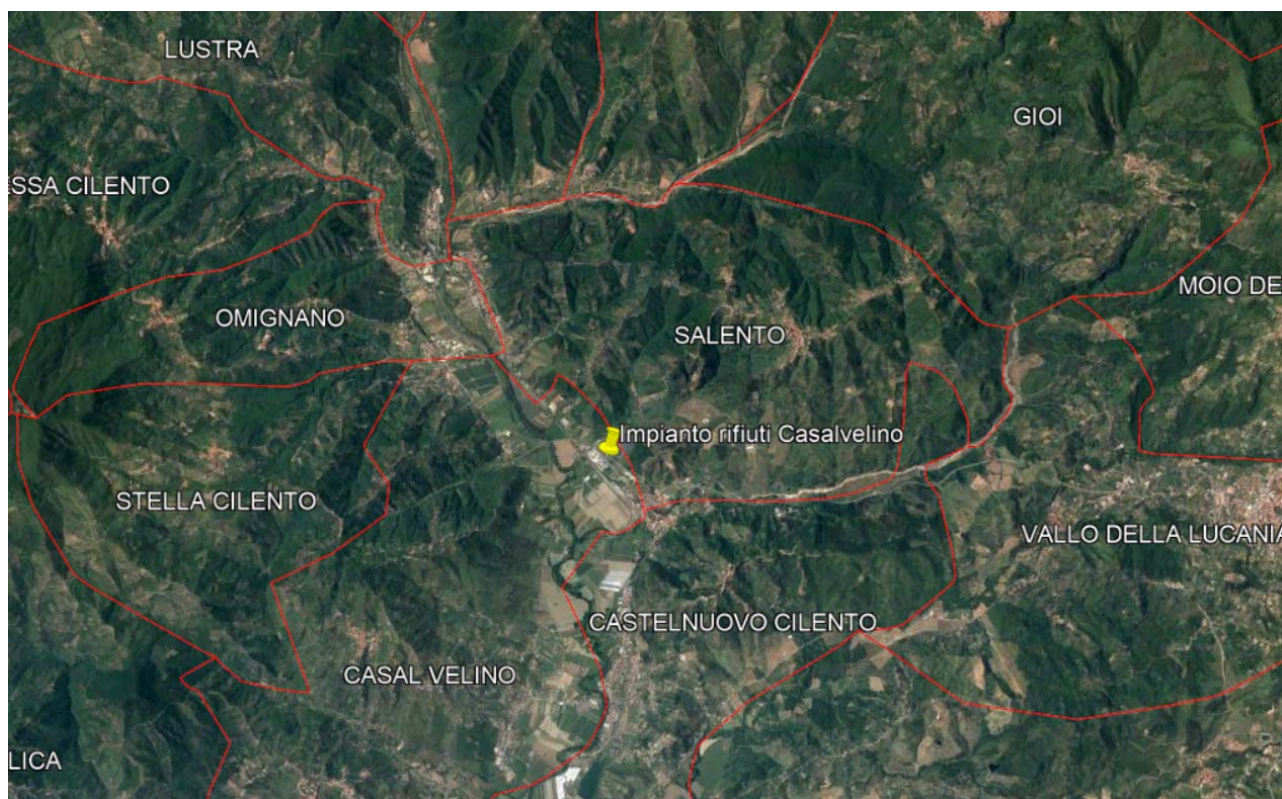 LUSTRA
GIOI
ESSA CILENTO
MOIO DE
OMIGNANO
SALENTO
Impianto rifiuti Casalvelino
STELLA CILENTO
VALLO DELLA LUCANIA
CASTELNUOVO CILENTO
CASAL VELINO
LICA